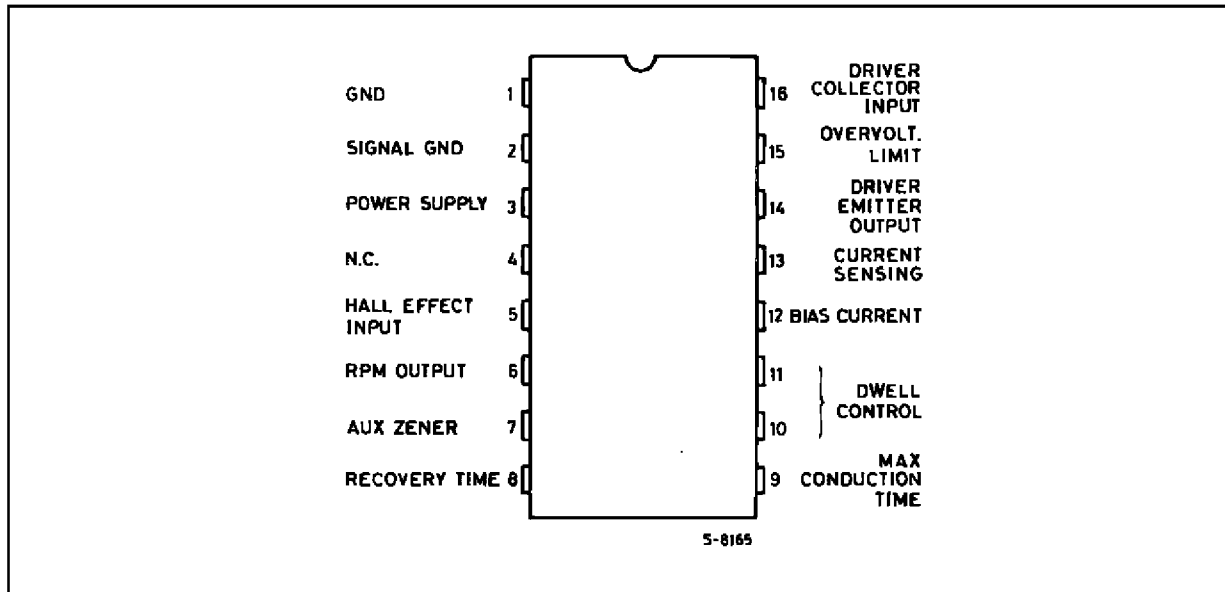 GND 1
SIGNAL GND 2
POWER SUPPLY 3
N.C. 4
HALL EFFECT
INPUT 5
RPM OUTPUT 6
AUX ZENER 7
RECOVERY TIME 8
16 DRIVER
COLLECTOR
INPUT
15 OVERVOLT.
LIMIT
14 DRIVER
EMITTER
OUTPUT
13 CURRENT
SENSING
12 BIAS CURRENT
11
10
DWELL
CONTROL
9 MAX
CONDUCTION
TIME
S-8165